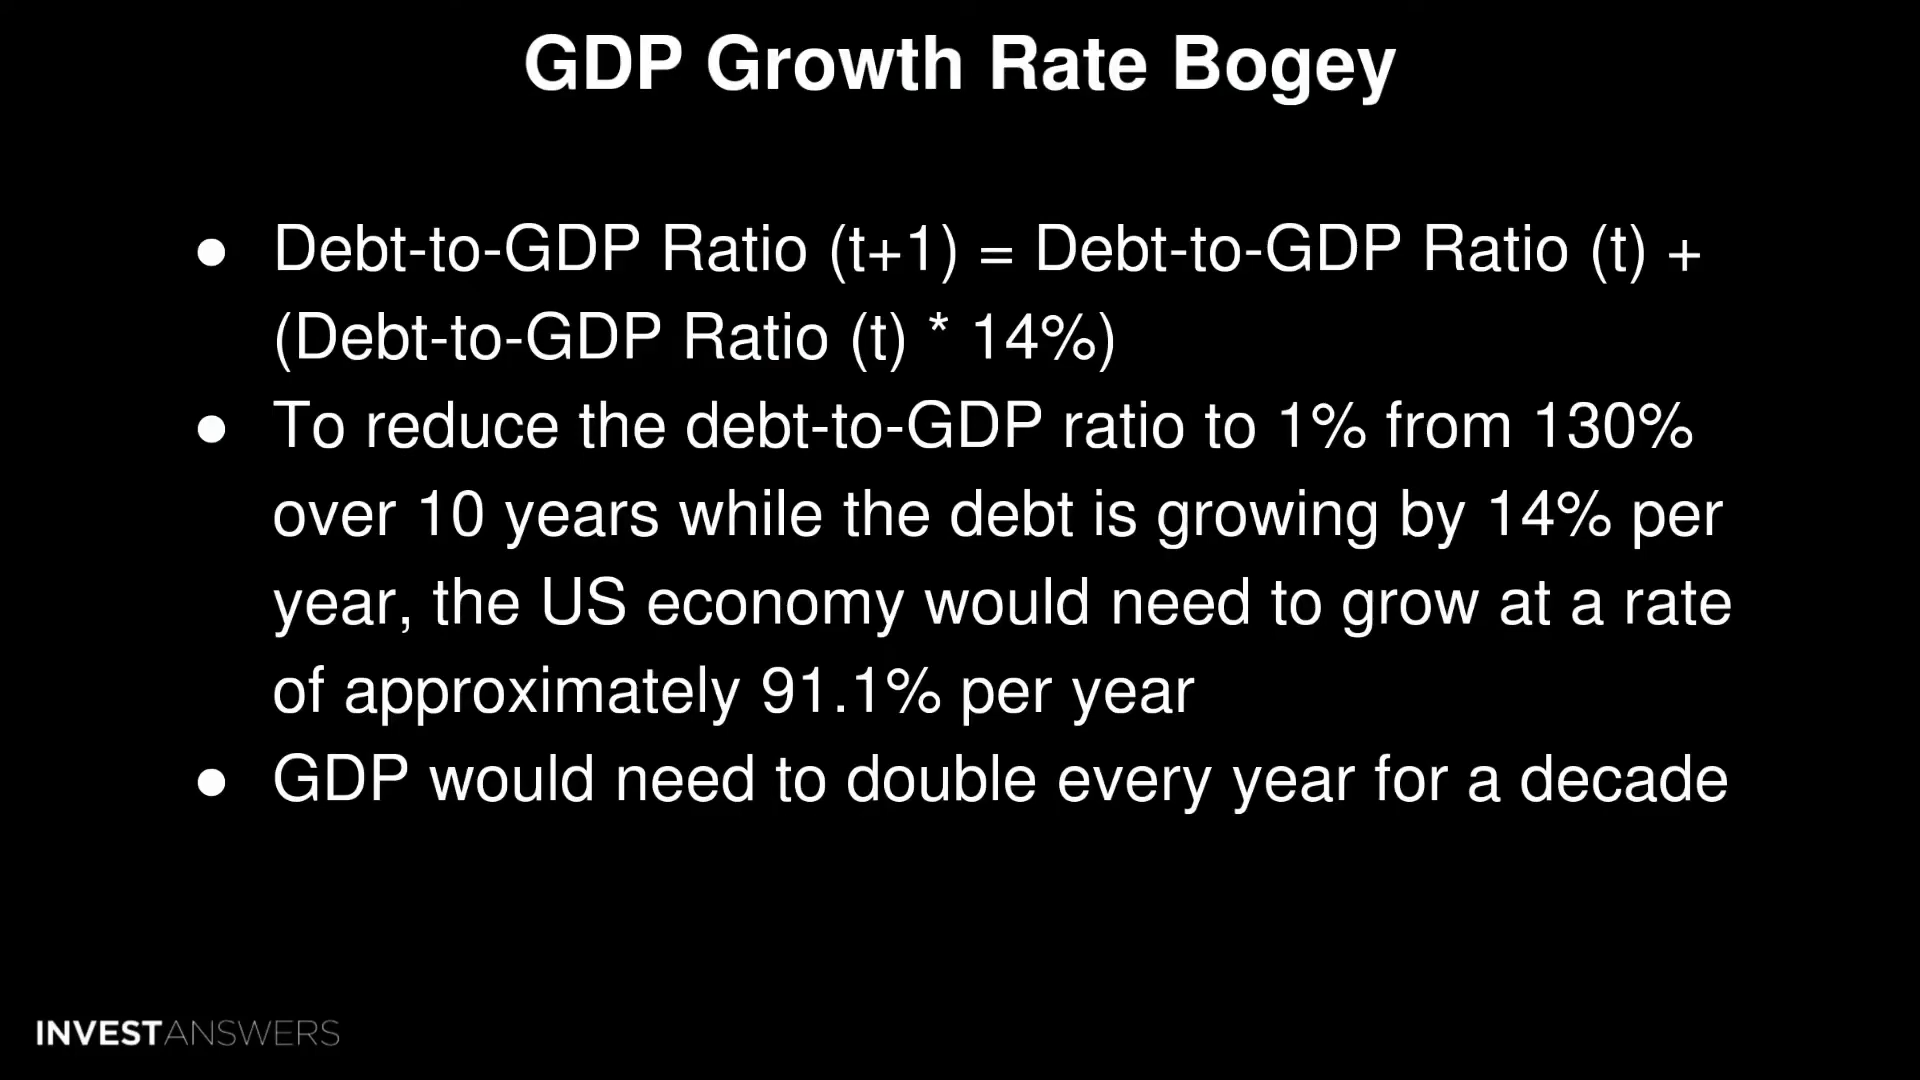 GDP Growth Rate Bogey
● Debt-to-GDP Ratio (t+1) = Debt-to-GDP Ratio (t) +
(Debt-to-GDP Ratio (t) * 14%)
● To reduce the debt-to-GDP ratio to 1% from 130%
over 10 years while the debt is growing by 14% per
year, the US economy would need to grow at a rate
of approximately 91.1% per year
● GDP would need to double every year for a decade
INVESTANSWERS